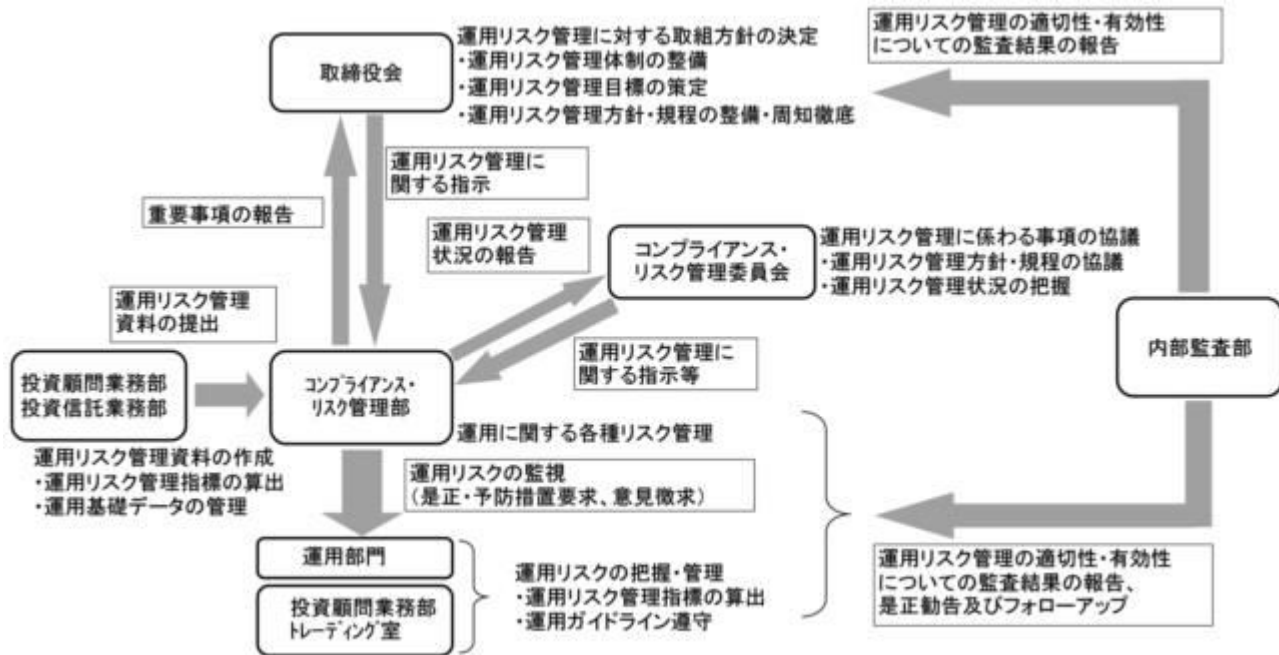 取締役会
運用リスク管理に対する取組方針の決定
・運用リスク管理体制の整備
・運用リスク管理目標の策定
・運用リスク管理方針・規程の整備・周知徹底
運用リスク管理の適切性・有効性
についての監査結果の報告
運用リスク管理に
関する指示
重要事項の報告
運用リスク管理
状況の報告
コンプライアンス・
リスク管理委員会
運用リスク管理に係わる事項の協議
・運用リスク管理方針・規程の協議
・運用リスク管理状況の把握
運用リスク管理
資料の提出
内部監査部
運用リスク管理に
関する指示等
投資顧問業務部
投資信託業務部
コンプライアンス・
リスク管理部
運用に関する各種リスク管理
運用リスク管理資料の作成
・運用リスク管理指標の算出
・運用基礎データの管理
運用リスクの監視
（是正・予防措置要求、意見徴求）
運用部門
投資顧問業務部
トレーディング室
運用リスクの把握・管理
・運用リスク管理指標の算出
・運用ガイドライン遵守
運用リスク管理の適切性・有効性
についての監査結果の報告、
是正勧告及びフォローアップ